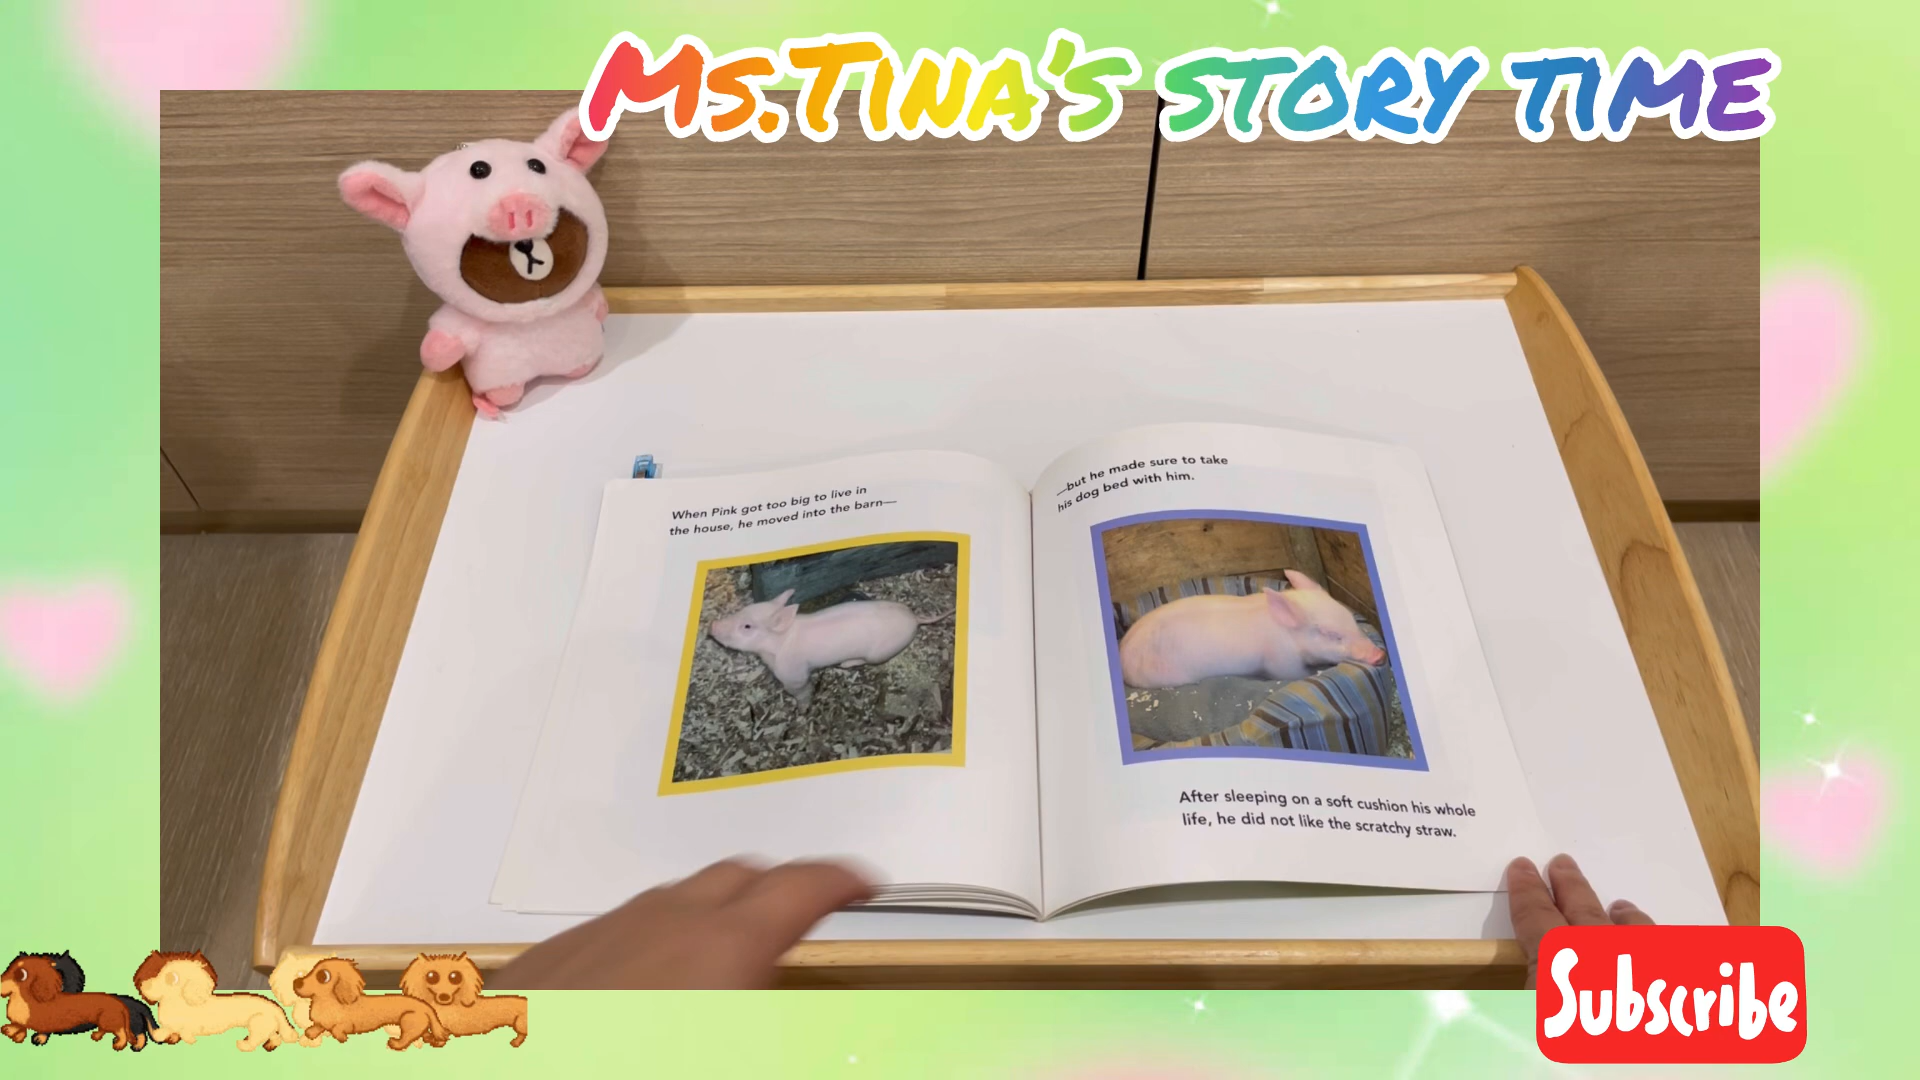 Ms.Tina's story time
When Pink got too big to live in
the house, he moved into the barn—
—but he made sure to take
his dog bed with him.
After sleeping on a soft cushion his whole
life, he did not like the scratchy straw.
Subscribe